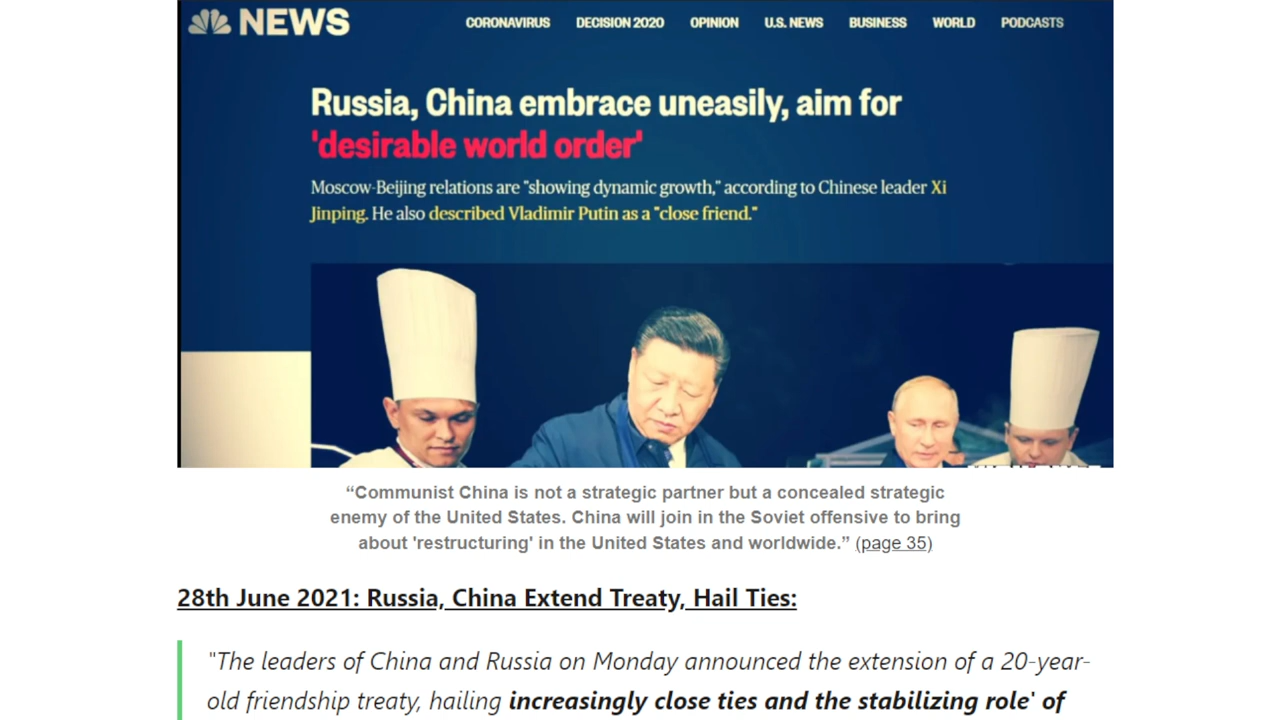 NEWS
CORONAVIRUS DECISION 2020 OPINION U.S. NEWS BUSINESS WORLD PODCASTS
Russia, China embrace uneasily, aim for
'desirable world order'
Moscow-Beijing relations are "showing dynamic growth," according to Chinese leader Xi
Jinping. He also described Vladimir Putin as a "close friend."
“Communist China is not a strategic partner but a concealed strategic
enemy of the United States. China will join in the Soviet offensive to bring
about 'restructuring' in the United States and worldwide.” (page 35)
28th June 2021: Russia, China Extend Treaty, Hail Ties:
"The leaders of China and Russia on Monday announced the extension of a 20-year-
old friendship treaty, hailing increasingly close ties and the stabilizing role' of